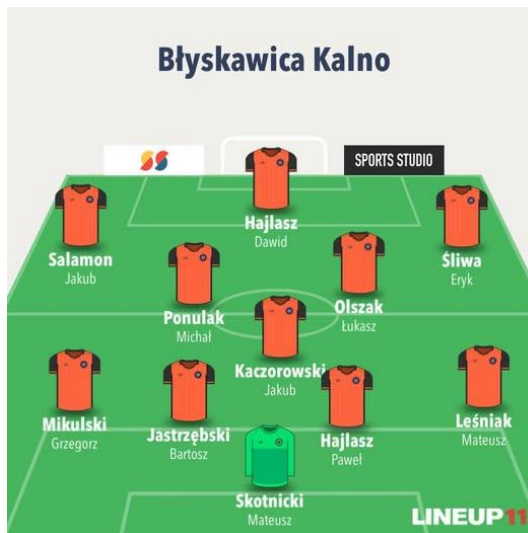 Błyskawica Kalno
SPORTS STUDIO
Hajlasz
Dawid
Salamon
Jakub
Śliwa
Eryk
Ponulak
Michał
Olszak
Łukasz
Kaczorowski
Jakub
Mikulski
Grzegorz
Jastrzębski
Bartosz
Hajlasz
Paweł
Leśniak
Mateusz
Skotnicki
Mateusz
LINEUP11